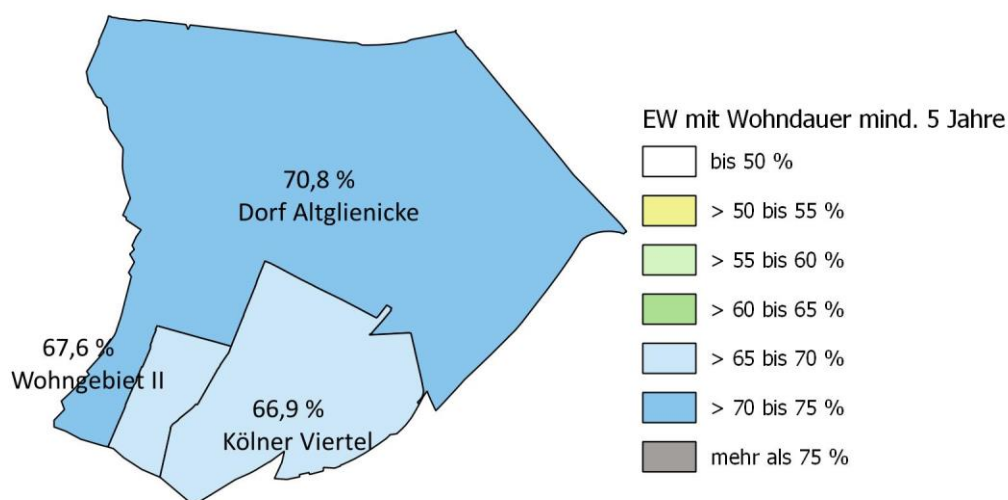 70,8 %
Dorf Altglienicke
67,6 %
Wohngebiet II
66,9 %
Kölner Viertel
EW mit Wohndauer mind. 5 Jahre
bis 50 %
> 50 bis 55 %
> 55 bis 60 %
> 60 bis 65 %
> 65 bis 70 %
> 70 bis 75 %
mehr als 75 %